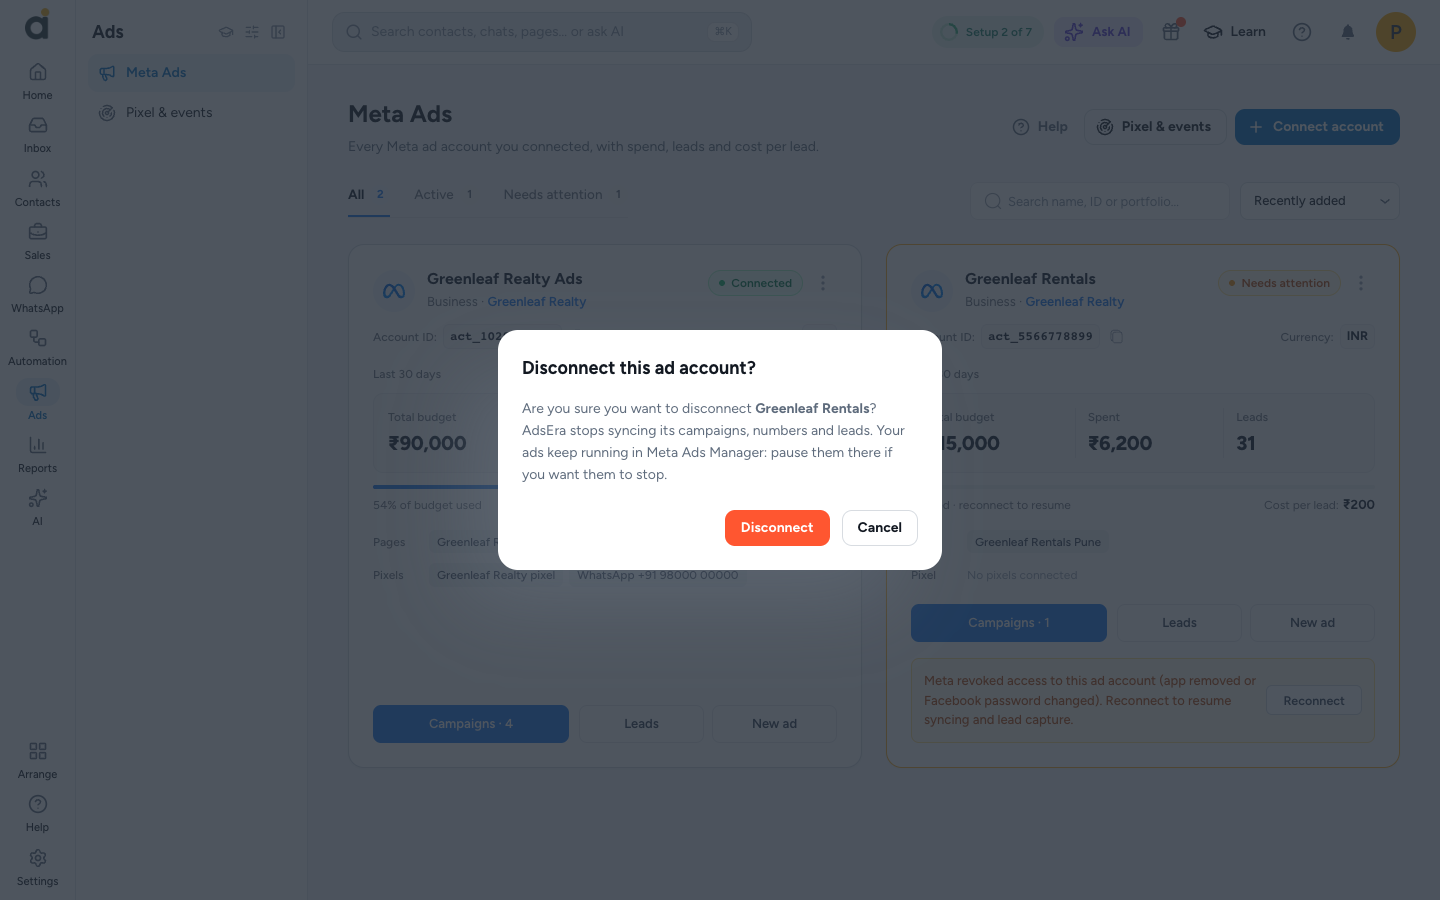 Ads
Search contacts, chats, pages... or ask AI
⌘K
Setup 2 of 7
Ask AI
Learn
P
Home
Inbox
Contacts
Sales
WhatsApp
Automation
Ads
Reports
AI
Arrange
Help
Settings
Meta Ads
Pixel & events
Meta Ads
Every Meta ad account you connected, with spend, leads and cost per lead.
Help
Pixel & events
Connect account
All 2
Active 1
Needs attention 1
Search name, ID or portfolio...
Recently added
Greenleaf Realty Ads
Business · Greenleaf Realty
Connected
Account ID: act_102
Last 30 days
Total budget
₹90,000
54% of budget used
Pages
Pixels
Greenleaf Realty pixel
WhatsApp +91 98000 00000
Campaigns · 4
Leads
New ad
Greenleaf Rentals
Business · Greenleaf Realty
Needs attention
ID: act_5566778899
Currency: INR
0 days
budget
Spent
₹6,200
Leads
31
· reconnect to resume
Cost per lead: ₹200
Greenleaf Rentals Pune
Pixel
No pixels connected
Campaigns · 1
Leads
New ad
Meta revoked access to this ad account (app removed or
Facebook password changed). Reconnect to resume
syncing and lead capture.
Reconnect
Disconnect this ad account?
Are you sure you want to disconnect Greenleaf Rentals?
AdsEra stops syncing its campaigns, numbers and leads. Your
ads keep running in Meta Ads Manager: pause them there if
you want them to stop.
Disconnect
Cancel